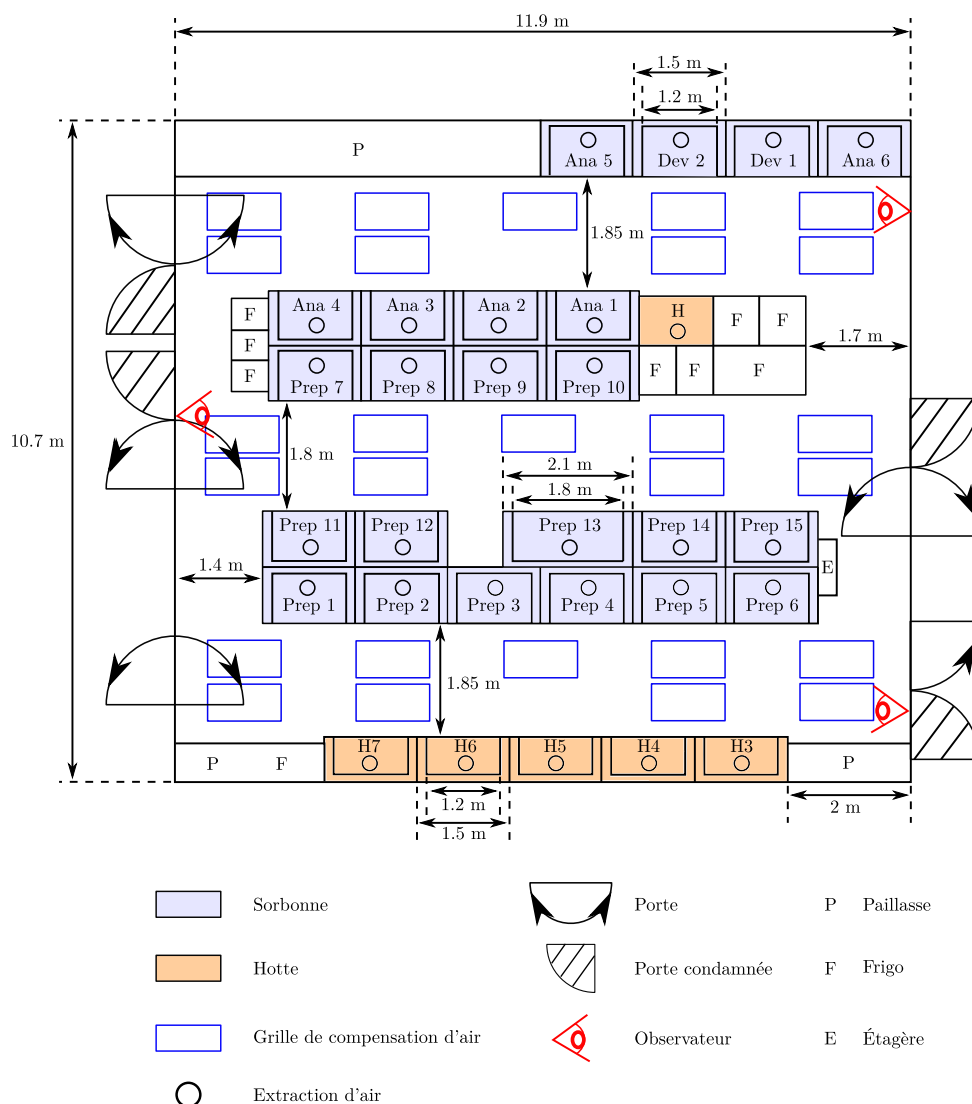 11.9 m
1.5 m
1.2 m
P
Ana 5
Dev 2
Dev 1
Ana 6
1.85 m
Ana 4
Ana 3
Ana 2
Ana 1
H
F
F
F
F
F
Prep 7
Prep 8
Prep 9
Prep 10
F
F
F
1.7 m
10.7 m
1.8 m
2.1 m
1.8 m
Prep 11
Prep 12
Prep 13
Prep 14
Prep 15
1.4 m
E
Prep 1
Prep 2
Prep 3
Prep 4
Prep 5
Prep 6
1.85 m
P
F
H7
H6
H5
H4
H3
P
1.2 m
1.5 m
2 m
Sorbonne
Porte
P Paillasse
Hotte
Porte condamnée
F Frigo
Grille de compensation d'air
Observateur
E Étagère
Extraction d'air